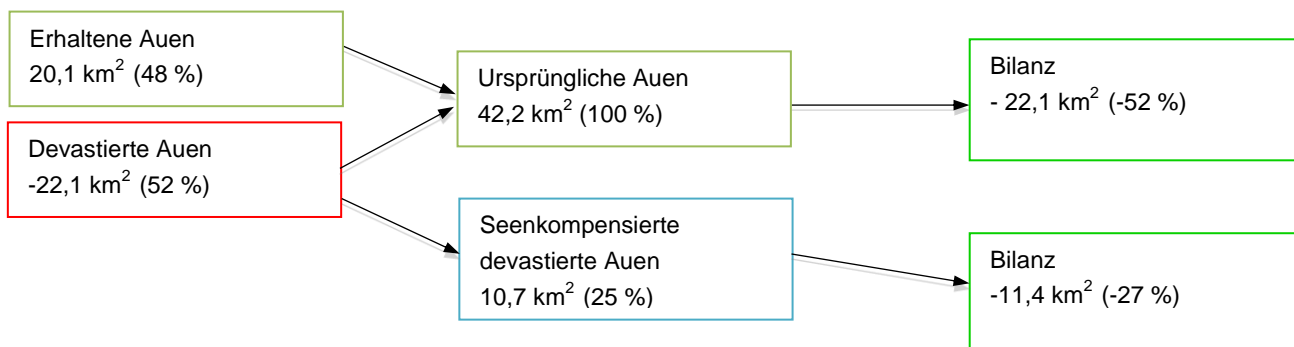 Erhaltene Auen
20,1 km² (48 %)
Devastierte Auen
-22,1 km² (52 %)
Ursprüngliche Auen
42,2 km² (100 %)
Seenkompensierte
devastierte Auen
10,7 km² (25 %)
Bilanz
- 22,1 km² (-52 %)
Bilanz
-11,4 km² (-27 %)